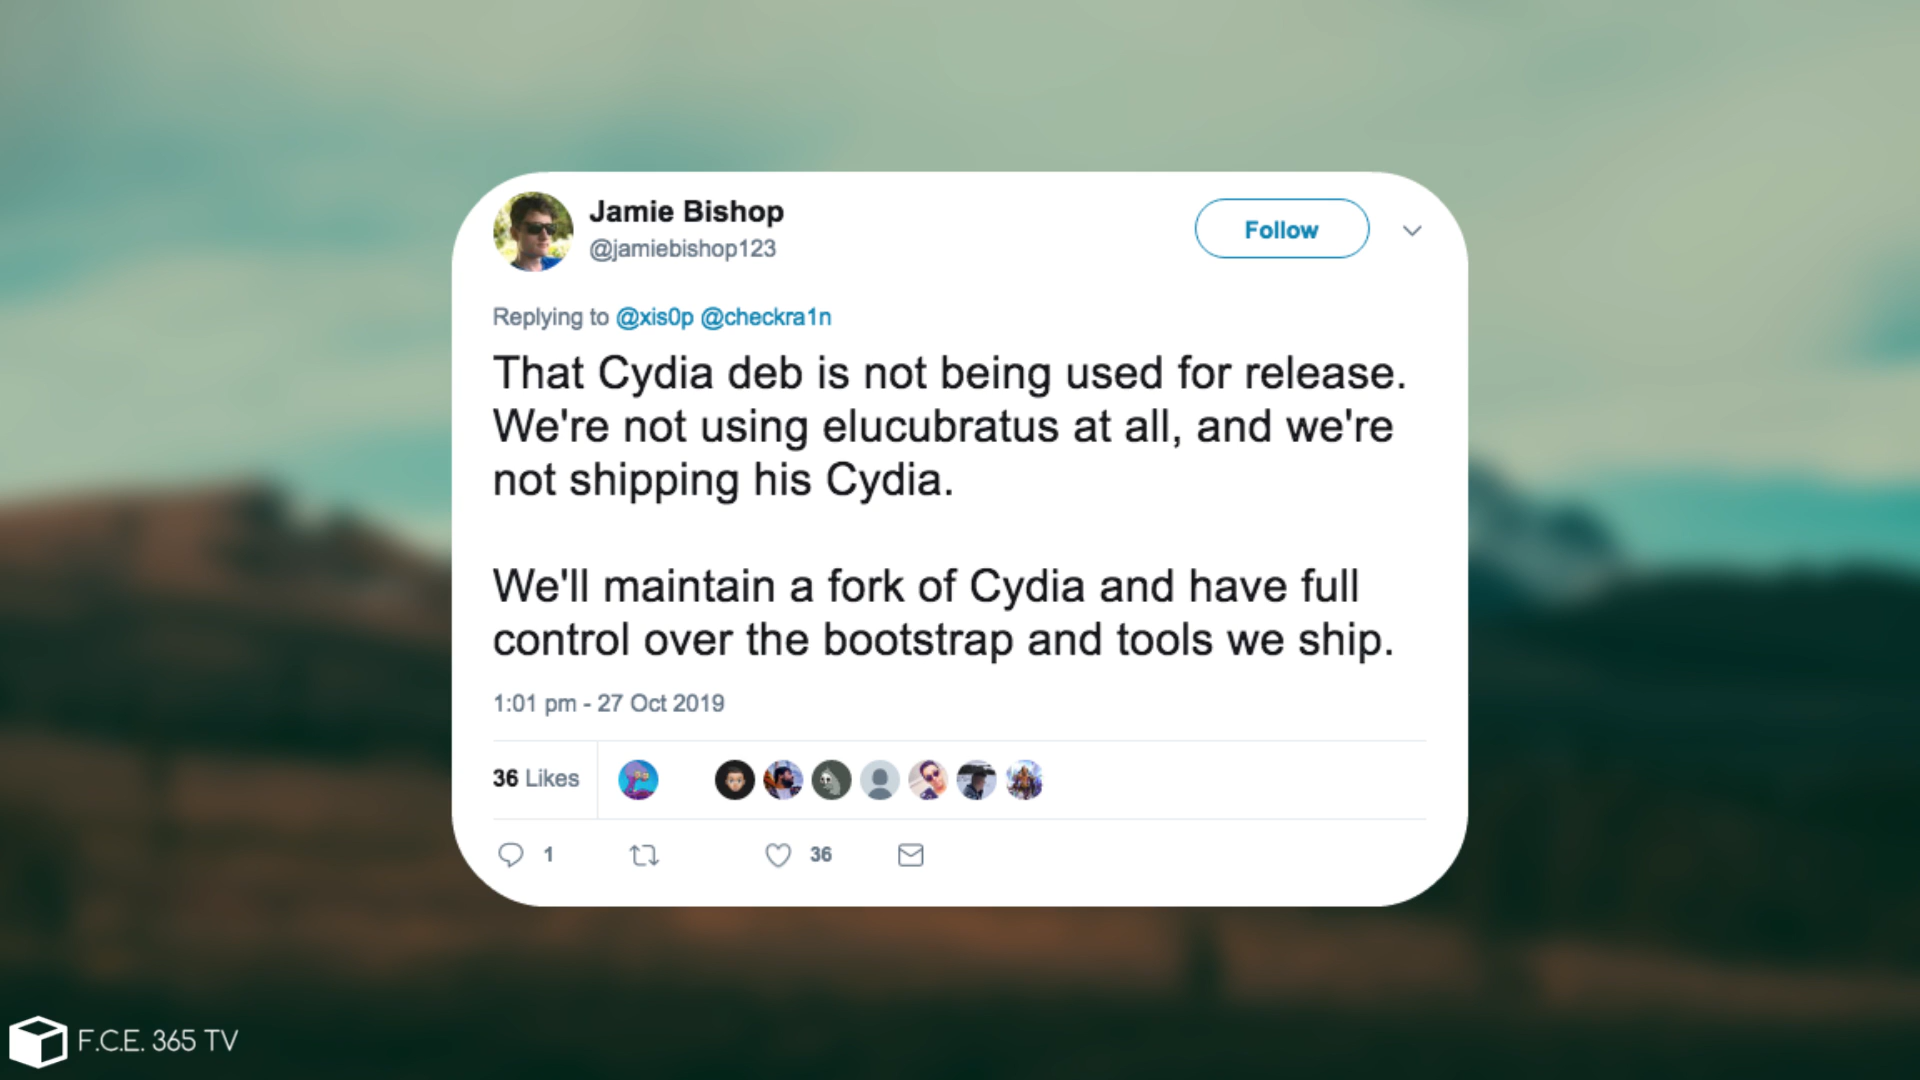 Jamie Bishop
@jamiebishop123
Follow
Replying to @xis0p @checkra1n
That Cydia deb is not being used for release.
We're not using elucubratus at all, and we're
not shipping his Cydia.
We'll maintain a fork of Cydia and have full
control over the bootstrap and tools we ship.
1:01 pm - 27 Oct 2019
36 Likes
1
36
F.C.E. 365 TV